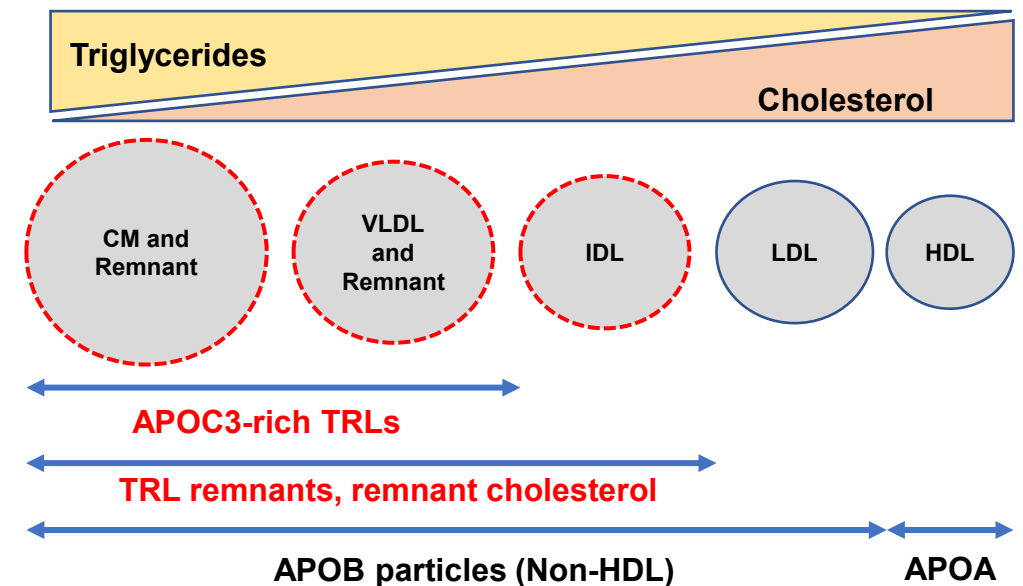 Triglycerides
Cholesterol
CM and
Remnant
VLDL
and
Remnant
IDL
LDL
HDL
APOC3-rich TRLs
TRL remnants, remnant cholesterol
APOB particles (Non-HDL)
APOA